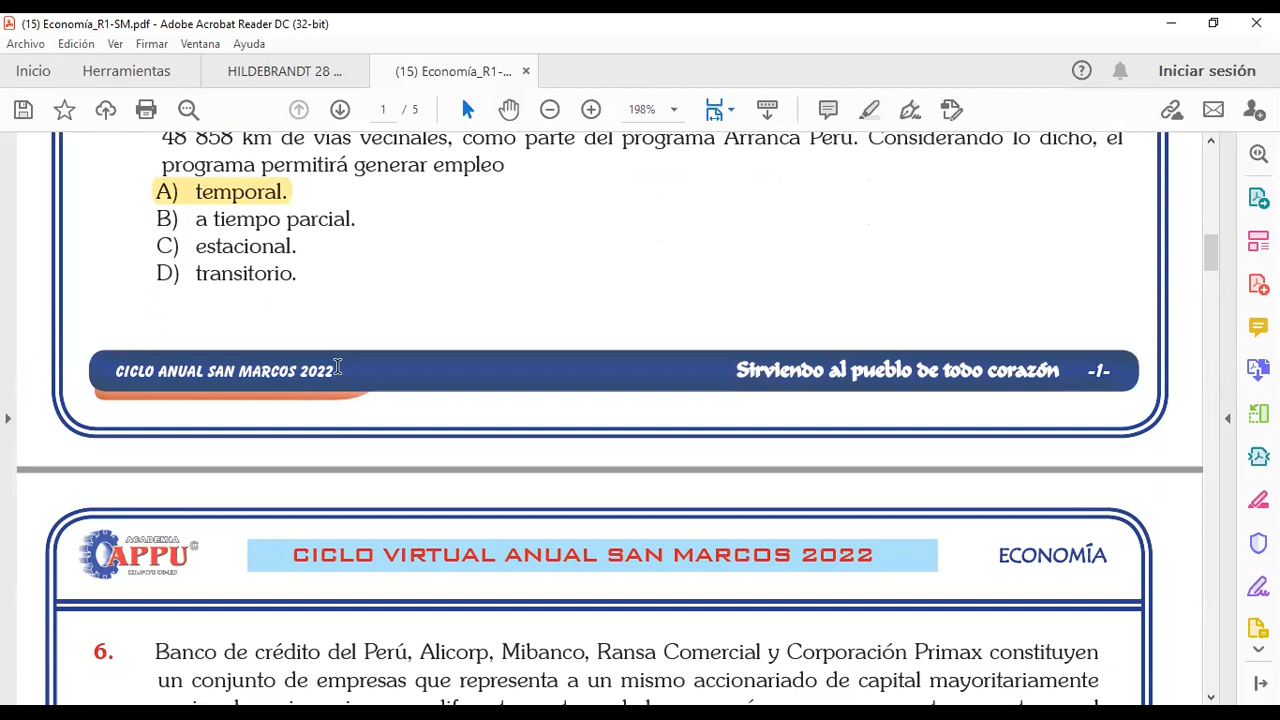 (15) Economía_R1-SM.pdf - Adobe Acrobat Reader DC (32-bit)
Archivo Edición Ver Firmar Ventana Ayuda
Inicio Herramientas HILDEBRANDT 28 ... (15) Economía_R1-... × Iniciar sesión
1 / 5 198%
48 858 km de vías vecinales, como parte del programa Arranca Perú. Considerando lo dicho, el
programa permitirá generar empleo
A) temporal.
B) a tiempo parcial.
C) estacional.
D) transitorio.
CICLO ANUAL SAN MARCOS 2022 Sirviendo al pueblo de todo corazón -1-
ACADEMIA
APPU
CICLO VIRTUAL ANUAL SAN MARCOS 2022 ECONOMÍA
6. Banco de crédito del Perú, Alicorp, Mibanco, Ransa Comercial y Corporación Primax constituyen
un conjunto de empresas que representa a un mismo accionariado de capital mayoritariamente